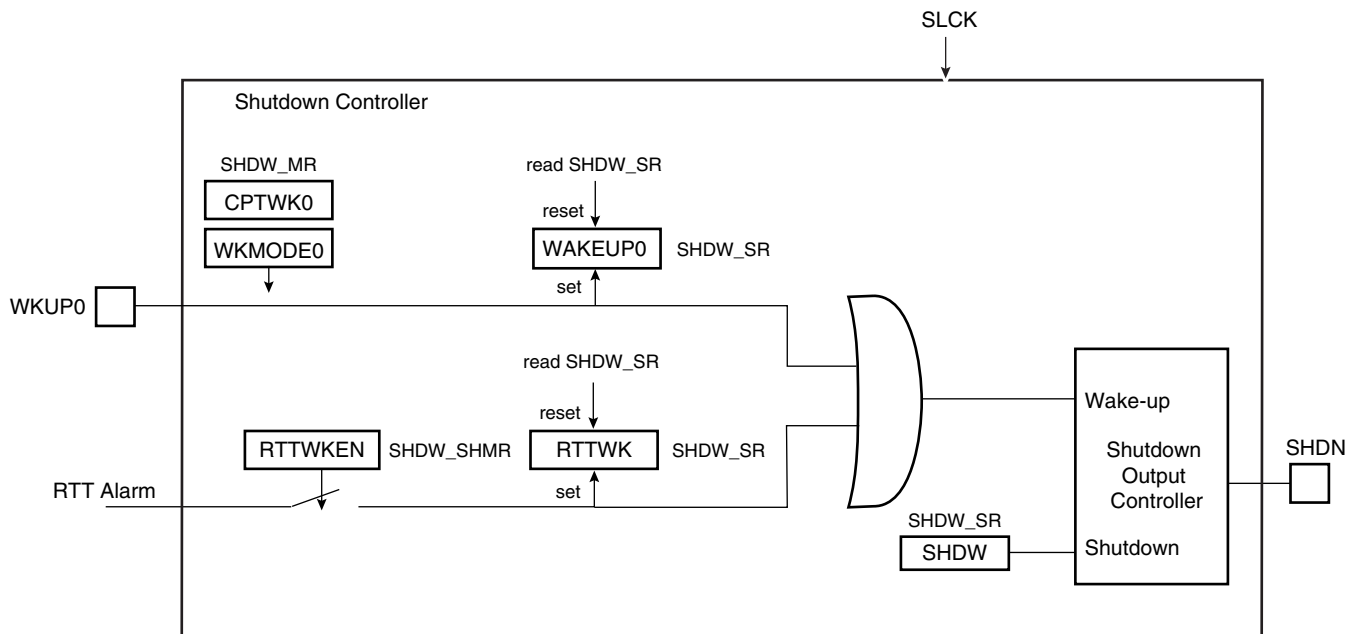 SLCK
Shutdown Controller
SHDW_MR
CPTWK0
WKMODE0
read SHDW_SR
reset
WAKEUP0
SHDW_SR
set
WKUP0
read SHDW_SR
reset
RTTWKEN
SHDW_SHMR
RTTWK
SHDW_SR
set
RTT Alarm
Wake-up
Shutdown
Output
Controller
SHDN
SHDW_SR
SHDW
Shutdown